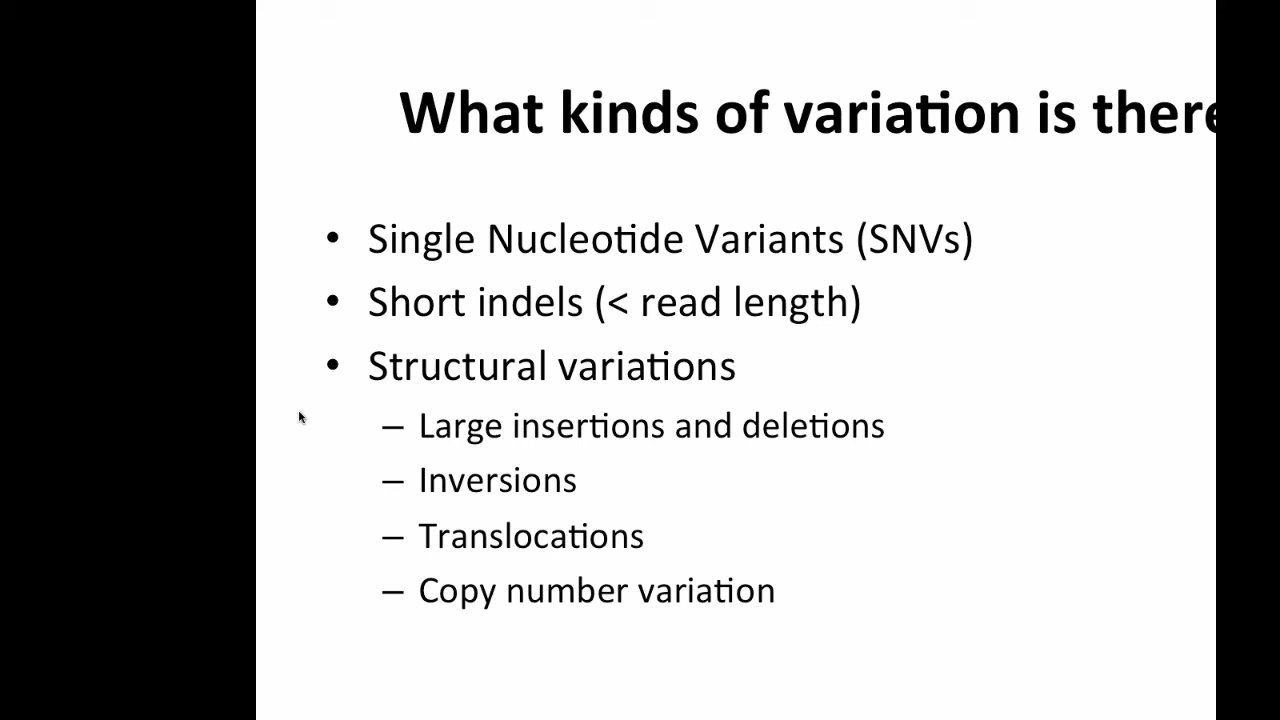 What kinds of variation is there
• Single Nucleotide Variants (SNVs)
• Short indels (< read length)
• Structural variations
– Large insertions and deletions
– Inversions
– Translocations
– Copy number variation